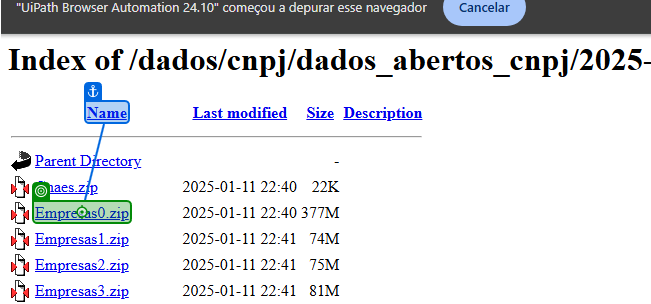 "UiPath Browser Automation 24.10" começou a depurar esse navegador Cancelar
Index of /dados/cnpj/dados_abertos_cnpj/2025-
Name Last modified Size Description
Parent Directory -
2025-01-11 22:40 22K
Empresas0.zip 2025-01-11 22:40 377M
Empresas1.zip 2025-01-11 22:41 74M
Empresas2.zip 2025-01-11 22:41 75M
Empresas3.zip 2025-01-11 22:41 81M